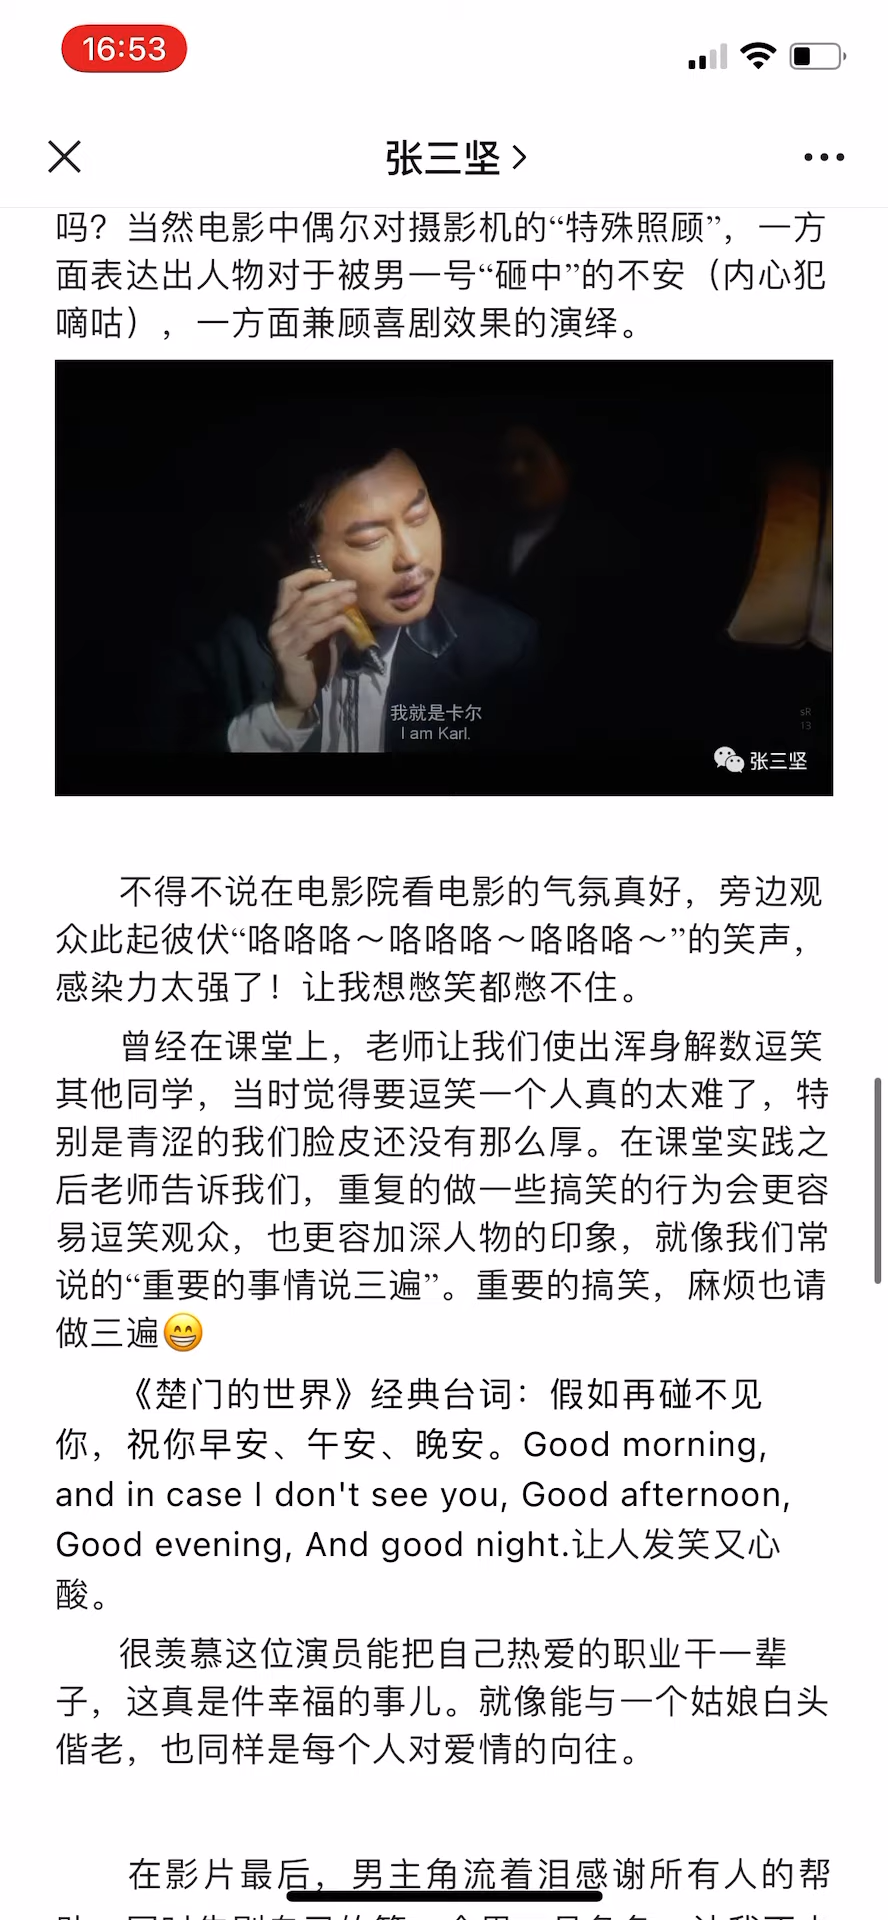 16:53
张三坚
吗？当然电影中偶尔对摄影机的“特殊照顾”，一方
面表达出人物对于被男一号“砸中”的不安（内心犯
嘀咕），一方面兼顾喜剧效果的演绎。
我就是卡尔
I am Karl.
sR
13
张三坚
不得不说在电影院看电影的气氛真好，旁边观
众此起彼伏“咯咯咯～咯咯咯～咯咯咯～”的笑声，
感染力太强了！让我想憋笑都憋不住。
曾经在课堂上，老师让我们使出浑身解数逗笑
其他同学，当时觉得要逗笑一个人真的太难了，特
别是青涩的我们脸皮还没有那么厚。在课堂实践之
后老师告诉我们，重复的做一些搞笑的行为会更容
易逗笑观众，也更容加深人物的印象，就像我们常
说的“重要的事情说三遍”。重要的搞笑，麻烦也请
做三遍😁
《楚门的世界》经典台词：假如再碰不见
你，祝你早安、午安、晚安。Good morning,
and in case I don't see you, Good afternoon,
Good evening, And good night.让人发笑又心
酸。
很羡慕这位演员能把自己热爱的职业干一辈
子，这真是件幸福的事儿。就像能与一个姑娘白头
偕老，也同样是每个人对爱情的向往。
在影片最后，男主角流着泪感谢所有人的帮